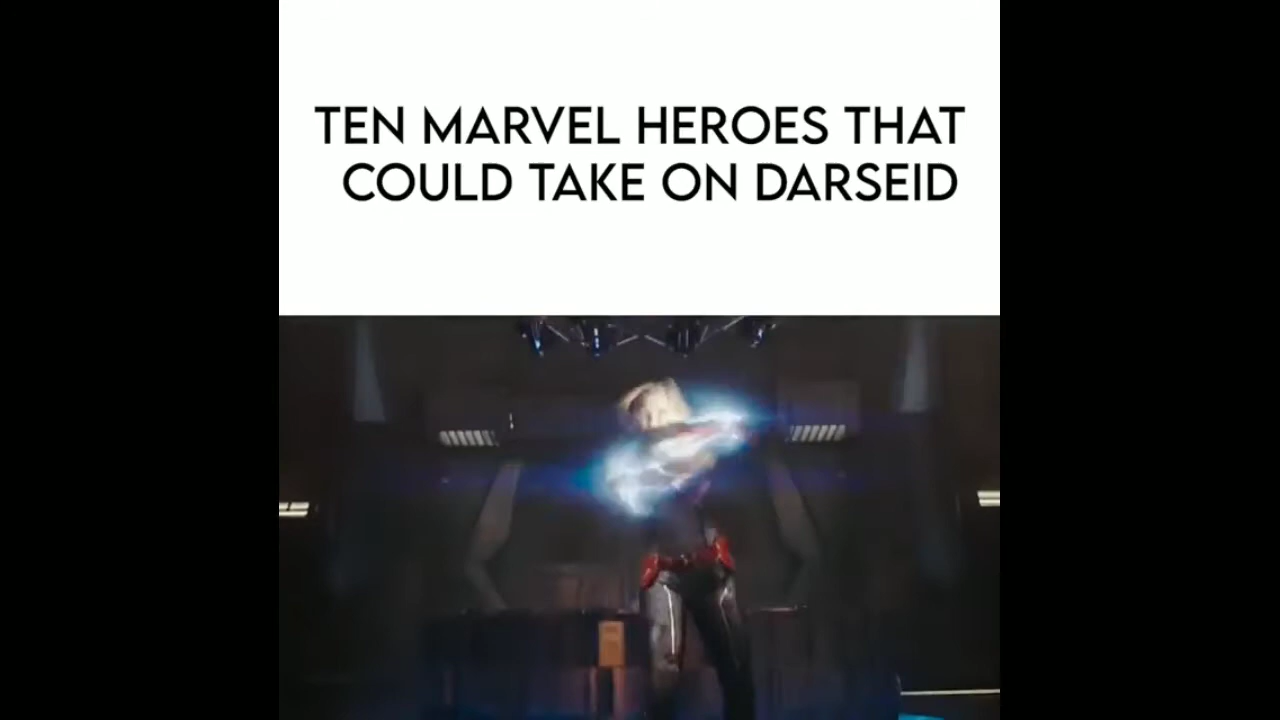 TEN MARVEL HEROES THAT
COULD TAKE ON DARSEID